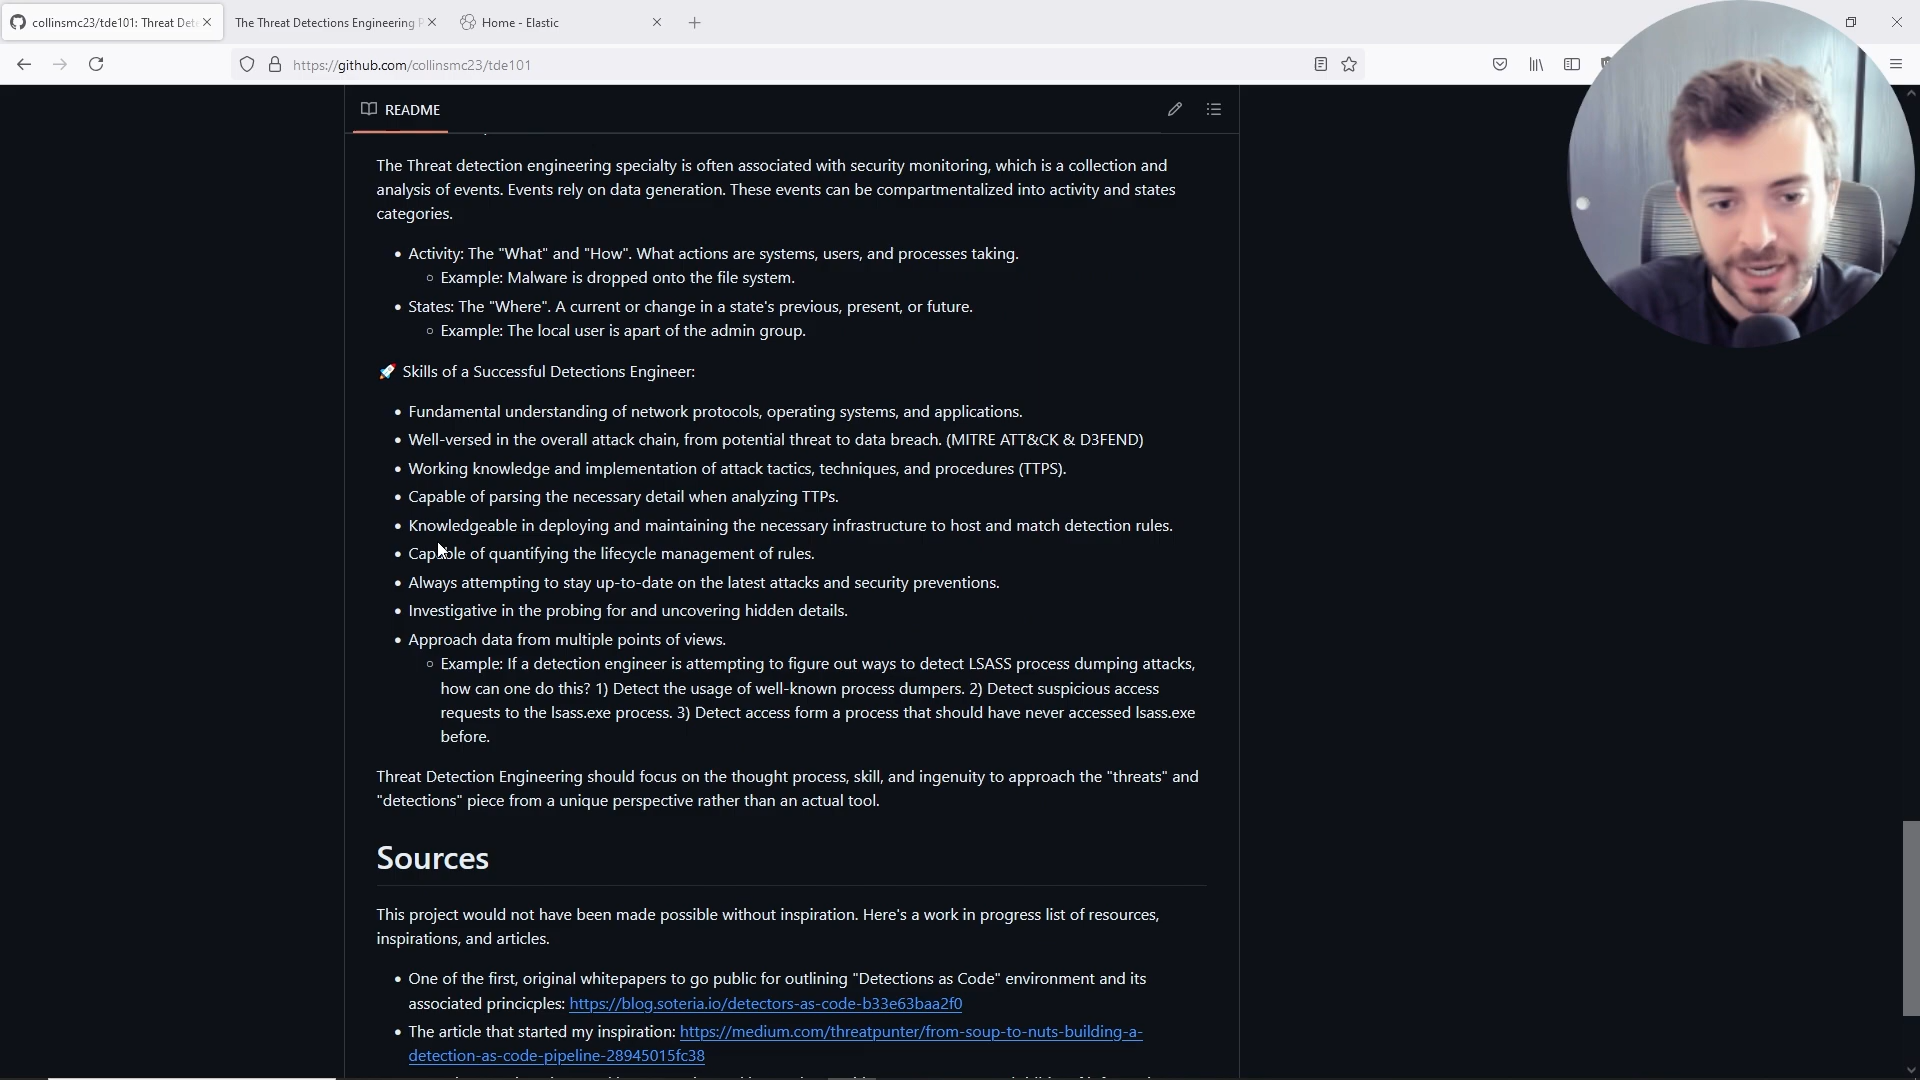 collinsmc23/tde101: Threat Det
The Threat Detections Engineering
Home - Elastic
https://github.com/collinsmc23/tde101
README
The Threat detection engineering specialty is often associated with security monitoring, which is a collection and
analysis of events. Events rely on data generation. These events can be compartmentalized into activity and states
categories.
• Activity: The "What" and "How". What actions are systems, users, and processes taking.
○ Example: Malware is dropped onto the file system.
• States: The "Where". A current or change in a state's previous, present, or future.
○ Example: The local user is apart of the admin group.
🚀 Skills of a Successful Detections Engineer:
• Fundamental understanding of network protocols, operating systems, and applications.
• Well-versed in the overall attack chain, from potential threat to data breach. (MITRE ATT&CK & D3FEND)
• Working knowledge and implementation of attack tactics, techniques, and procedures (TTPS).
• Capable of parsing the necessary detail when analyzing TTPs.
• Knowledgeable in deploying and maintaining the necessary infrastructure to host and match detection rules.
• Capable of quantifying the lifecycle management of rules.
• Always attempting to stay up-to-date on the latest attacks and security preventions.
• Investigative in the probing for and uncovering hidden details.
• Approach data from multiple points of views.
○ Example: If a detection engineer is attempting to figure out ways to detect LSASS process dumping attacks,
how can one do this? 1) Detect the usage of well-known process dumpers. 2) Detect suspicious access
requests to the lsass.exe process. 3) Detect access form a process that should have never accessed lsass.exe
before.
Threat Detection Engineering should focus on the thought process, skill, and ingenuity to approach the "threats" and
"detections" piece from a unique perspective rather than an actual tool.
Sources
This project would not have been made possible without inspiration. Here's a work in progress list of resources,
inspirations, and articles.
• One of the first, original whitepapers to go public for outlining "Detections as Code" environment and its
associated princicples: https://blog.soteria.io/detectors-as-code-b33e63baa2f0
• The article that started my inspiration: https://medium.com/threatpunter/from-soup-to-nuts-building-a-
detection-as-code-pipeline-28945015fc38